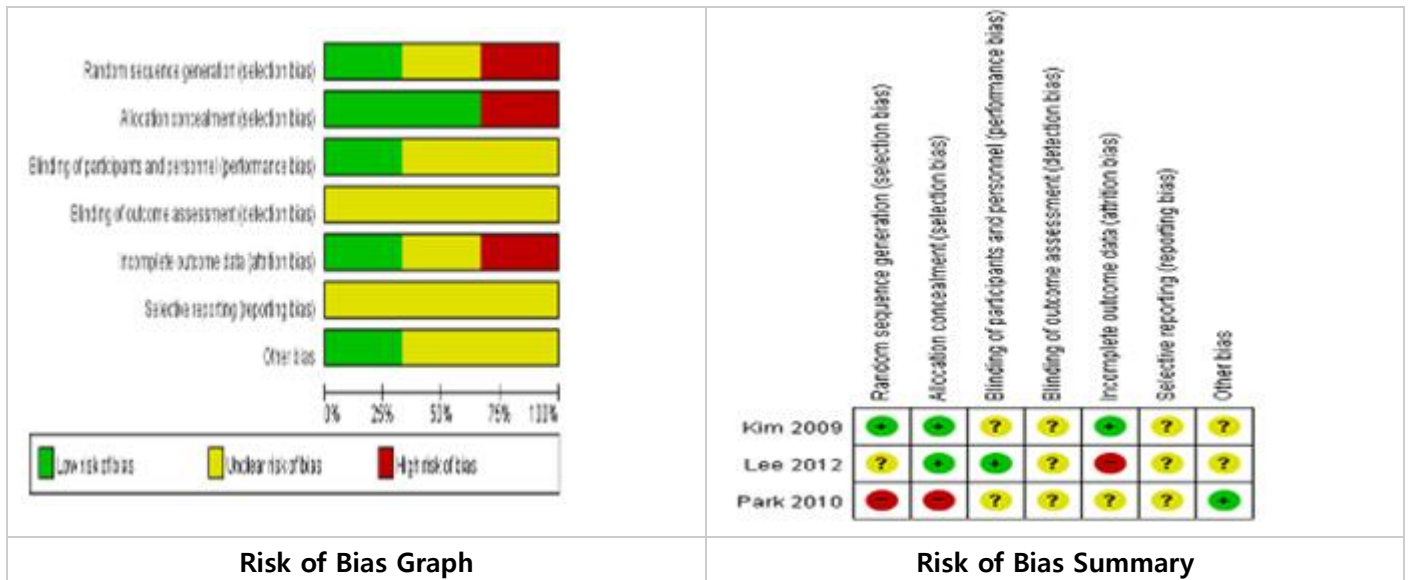 Random sequence generation (selection bias)
Allocation concealment (selection bias)
Blinding of participants and personnel (performance bias)
Blinding of outcome assessment (detection bias)
Incomplete outcome data (attrition bias)
Selective reporting (reporting bias)
Other bias
0% 25% 50% 75% 100%
Low risk of bias Unclear risk of bias High risk of bias
Risk of Bias Graph
Random sequence generation (selection bias)
Allocation concealment (selection bias)
Blinding of participants and personnel (performance bias)
Blinding of outcome assessment (detection bias)
Incomplete outcome data (attrition bias)
Selective reporting (reporting bias)
Other bias
Kim 2009 + + ? ? + ? ?
Lee 2012 ? + + ? - ? ?
Park 2010 - - ? ? ? ? +
Risk of Bias Summary